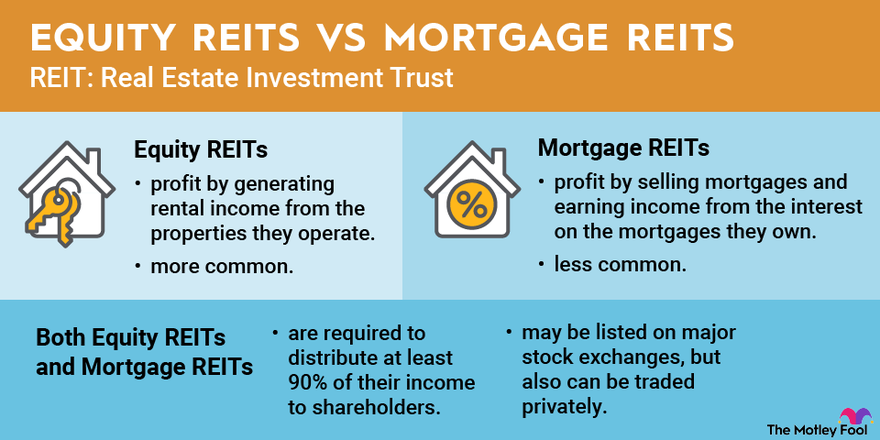 EQUITY REITS VS MORTGAGE REITS
REIT: Real Estate Investment Trust
Equity REITs
• profit by generating
rental income from the
properties they operate.
• more common.
Mortgage REITs
%
• profit by selling mortgages and
earning income from the interest
on the mortgages they own.
• less common.
Both Equity REITs
and Mortgage REITs
• are required to
distribute at least
90% of their income
to shareholders.
• may be listed on major
stock exchanges, but
also can be traded
privately.
The Motley Fool